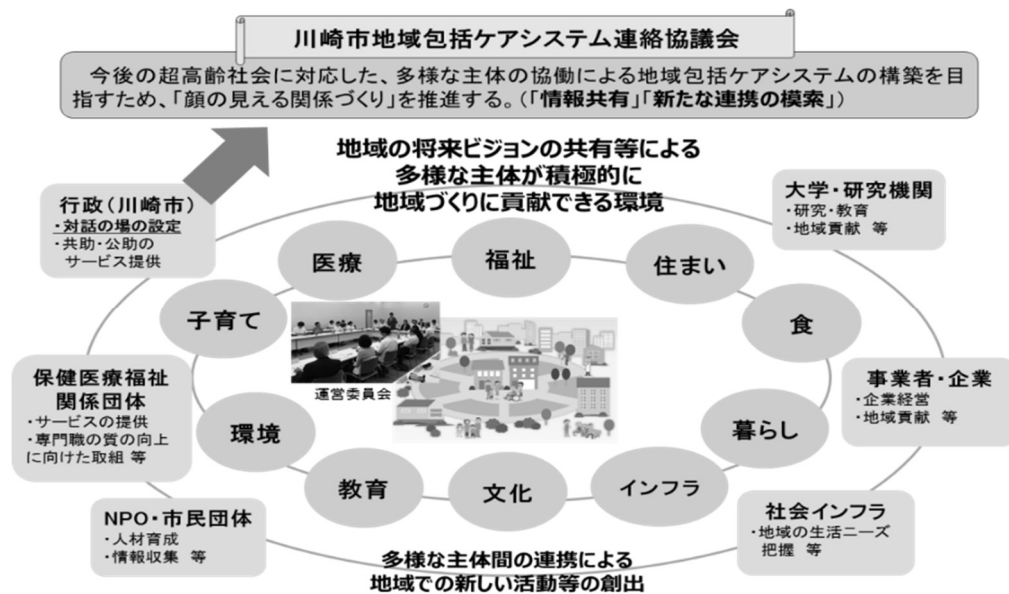 川崎市地域包括ケアシステム連絡協議会
今後の超高齢社会に対応した、多様な主体の協働による地域包括ケアシステムの構築を目
指すため、「顔の見える関係づくり」を推進する。（「情報共有」「新たな連携の模索」）
地域の将来ビジョンの共有等による
多様な主体が積極的に
地域づくりに貢献できる環境
行政（川崎市）
・対話の場の設定
・共助・公助の
サービス提供
大学・研究機関
・研究・教育
・地域貢献 等
医療
福祉
住まい
子育て
食
運営委員会
保健医療福祉
関係団体
・サービスの提供
・専門職の質の向上
に向けた取組 等
事業者・企業
・企業経営
・地域貢献 等
環境
暮らし
教育
文化
インフラ
NPO・市民団体
・人材育成
・情報収集 等
社会インフラ
・地域の生活ニーズ
把握 等
多様な主体間の連携による
地域での新しい活動等の創出